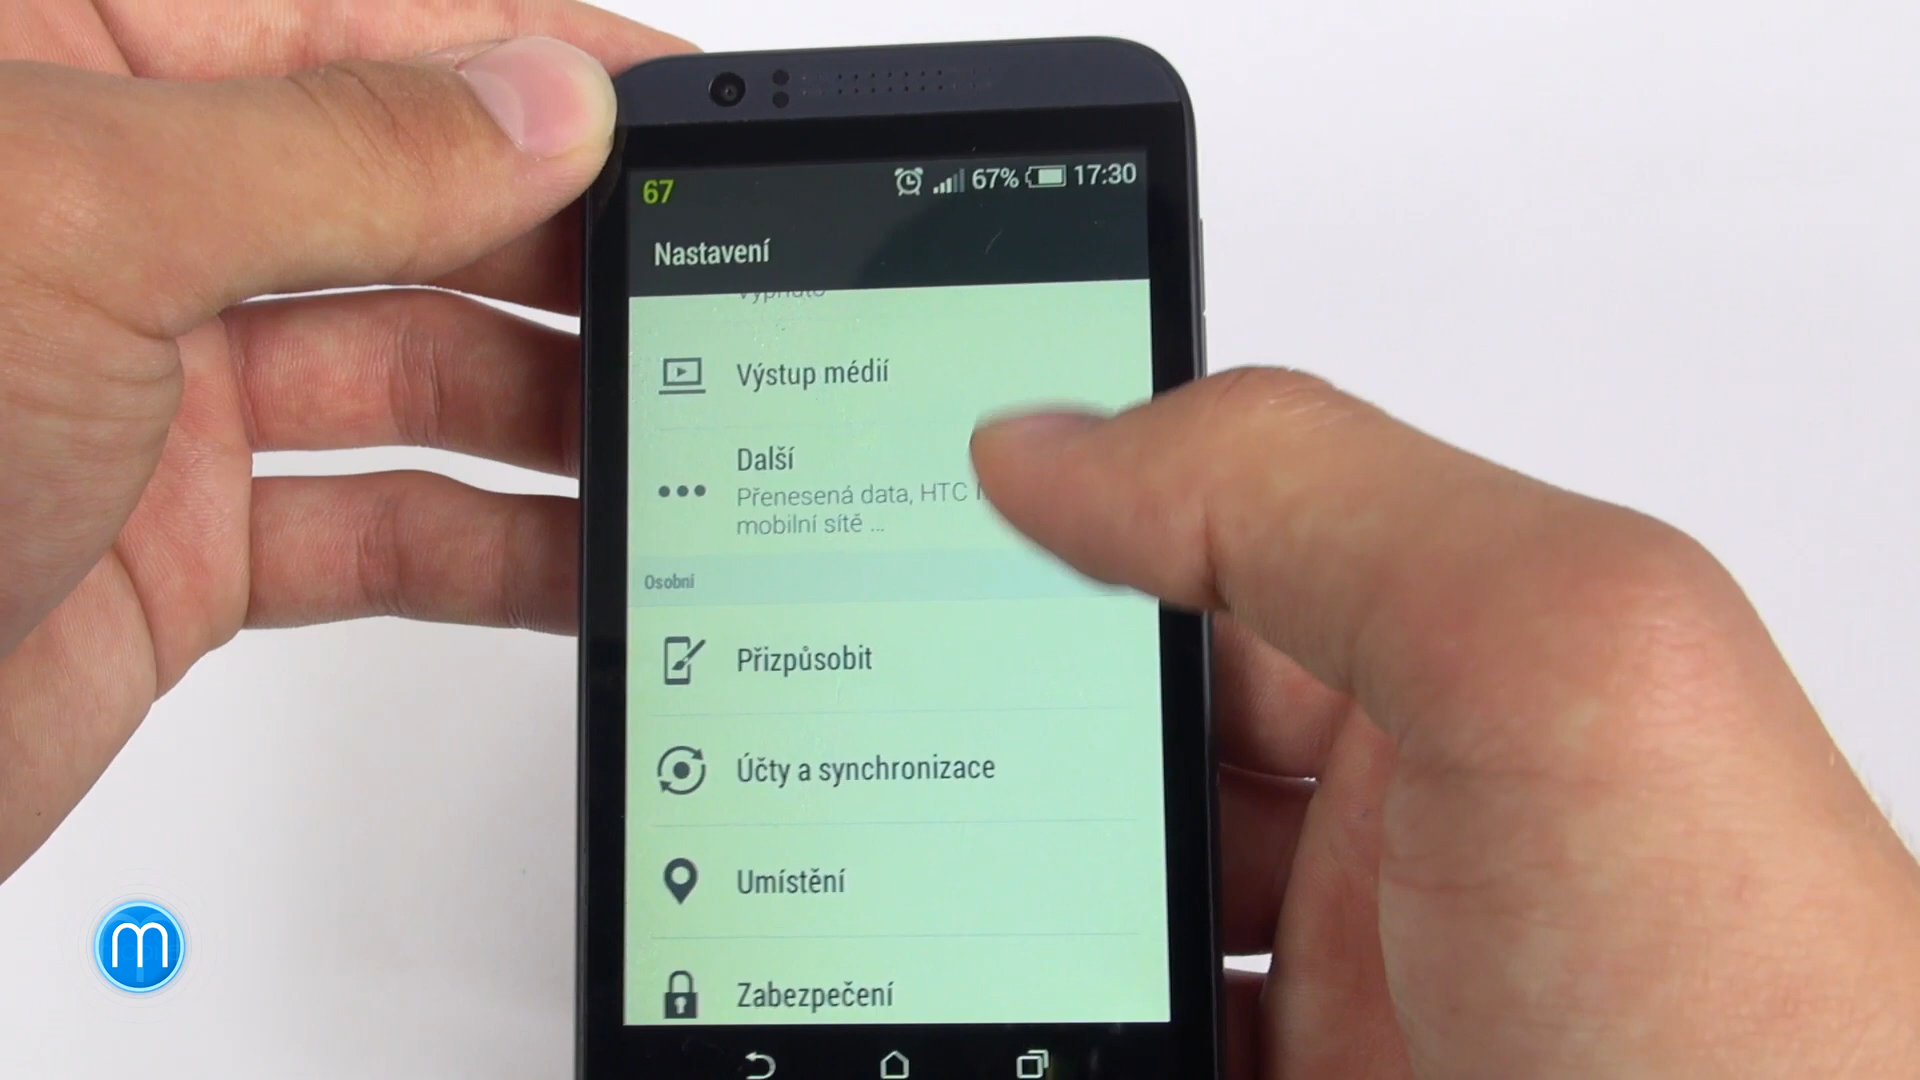 67
67% 17:30
Nastavení
Vypnuto
Výstup médií
Další
Přenesená data, HTC
mobilní sítě ...
Osobní
Přizpůsobit
Účty a synchronizace
Umístění
Zabezpečení
m